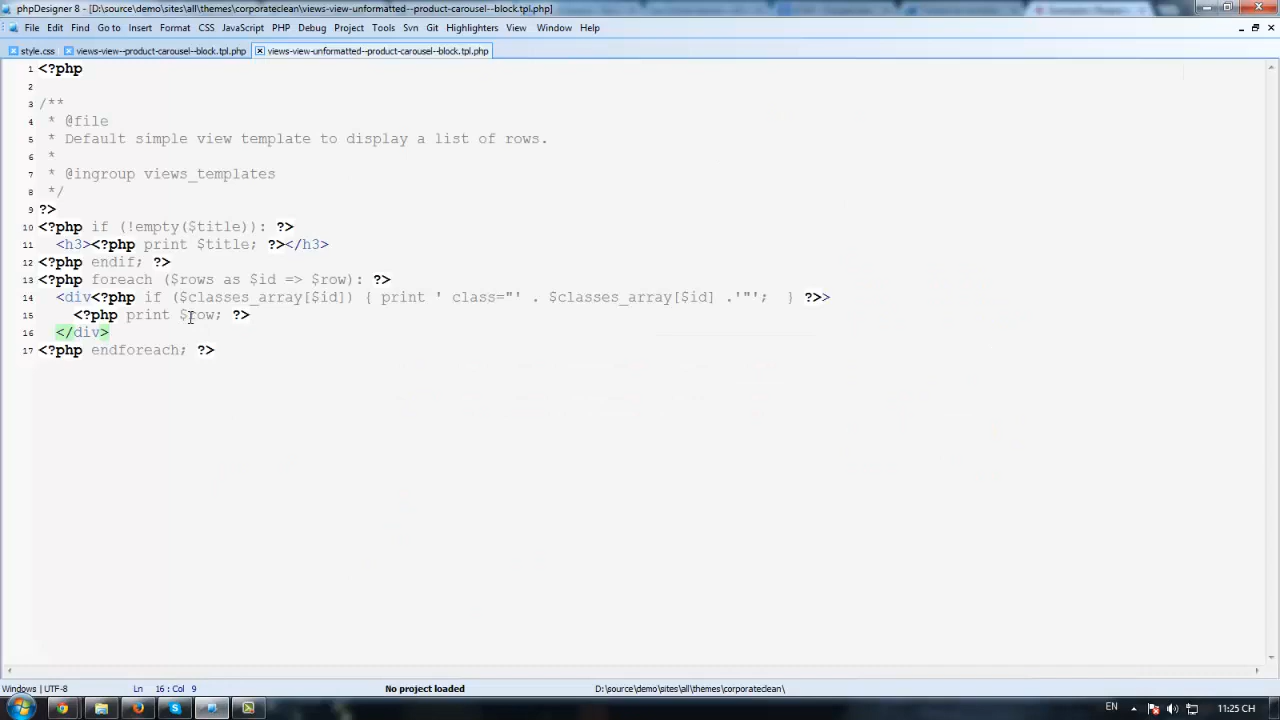 phpDesigner 8 - [D:\source\demo\sites\all\themes\corporateclean\views-view-unformatted--product-carousel--block.tpl.php]
File Edit Find Go to Insert Format CSS JavaScript PHP Debug Project Tools Svn Git Highlighters View Window Help
style.css views-view--product-carousel--block.tpl.php views-view-unformatted--product-carousel--block.tpl.php
1 <?php
2
3 /**
4 * @file
5 * Default simple view template to display a list of rows.
6 *
7 * @ingroup views_templates
8 */
9 ?>
10 <?php if (!empty($title)): ?>
11 <h3><?php print $title; ?></h3>
12 <?php endif; ?>
13 <?php foreach ($rows as $id => $row): ?>
14 <div<?php if ($classes_array[$id]) { print ' class="' . $classes_array[$id] .'"'; } ?>>
15 <?php print $row; ?>
16 </div>
17 <?php endforeach; ?>
Windows | UTF-8 Ln 16 : Col 9 No project loaded D:\source\demo\sites\all\themes\corporateclean\
EN 11:25 CH